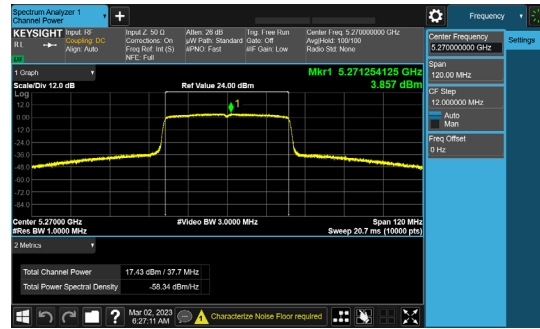 Spectrum Analyzer 1
Channel Power
+
Frequency
KEYSIGHT
RL
Input: RF
Coupling: DC
Align: Auto
Input Z: 50 Ω
Corrections: On
Freq Ref: Int (S)
NFE: Full
Atten: 26 dB
µW Path: Standard
#PNO: Fast
Trig: Free Run
Gate: Off
#IF Gain: Low
Center Freq: 5.270000000 GHz
Avg|Hold: 100/100
Radio Std: None
LW
1 Graph
Scale/Div 12.0 dB
Ref Value 24.00 dBm
Mkr1 5.271254125 GHz
3.857 dBm
Log
12.0
0.00
-12.0
-24.0
-36.0
-48.0
-60.0
-72.0
-84.0
1
Center 5.27000 GHz
#Res BW 1.0000 MHz
#Video BW 3.0000 MHz
Span 120 MHz
Sweep 20.7 ms (10000 pts)
2 Metrics
Total Channel Power
17.43 dBm / 37.7 MHz
Total Power Spectral Density
-58.34 dBm/Hz
Mar 02, 2023
6:27:11 AM
Characterize Noise Floor required
Center Frequency
5.270000000 GHz
Span
120.00 MHz
CF Step
12.000000 MHz
Auto
Man
Freq Offset
0 Hz
Settings